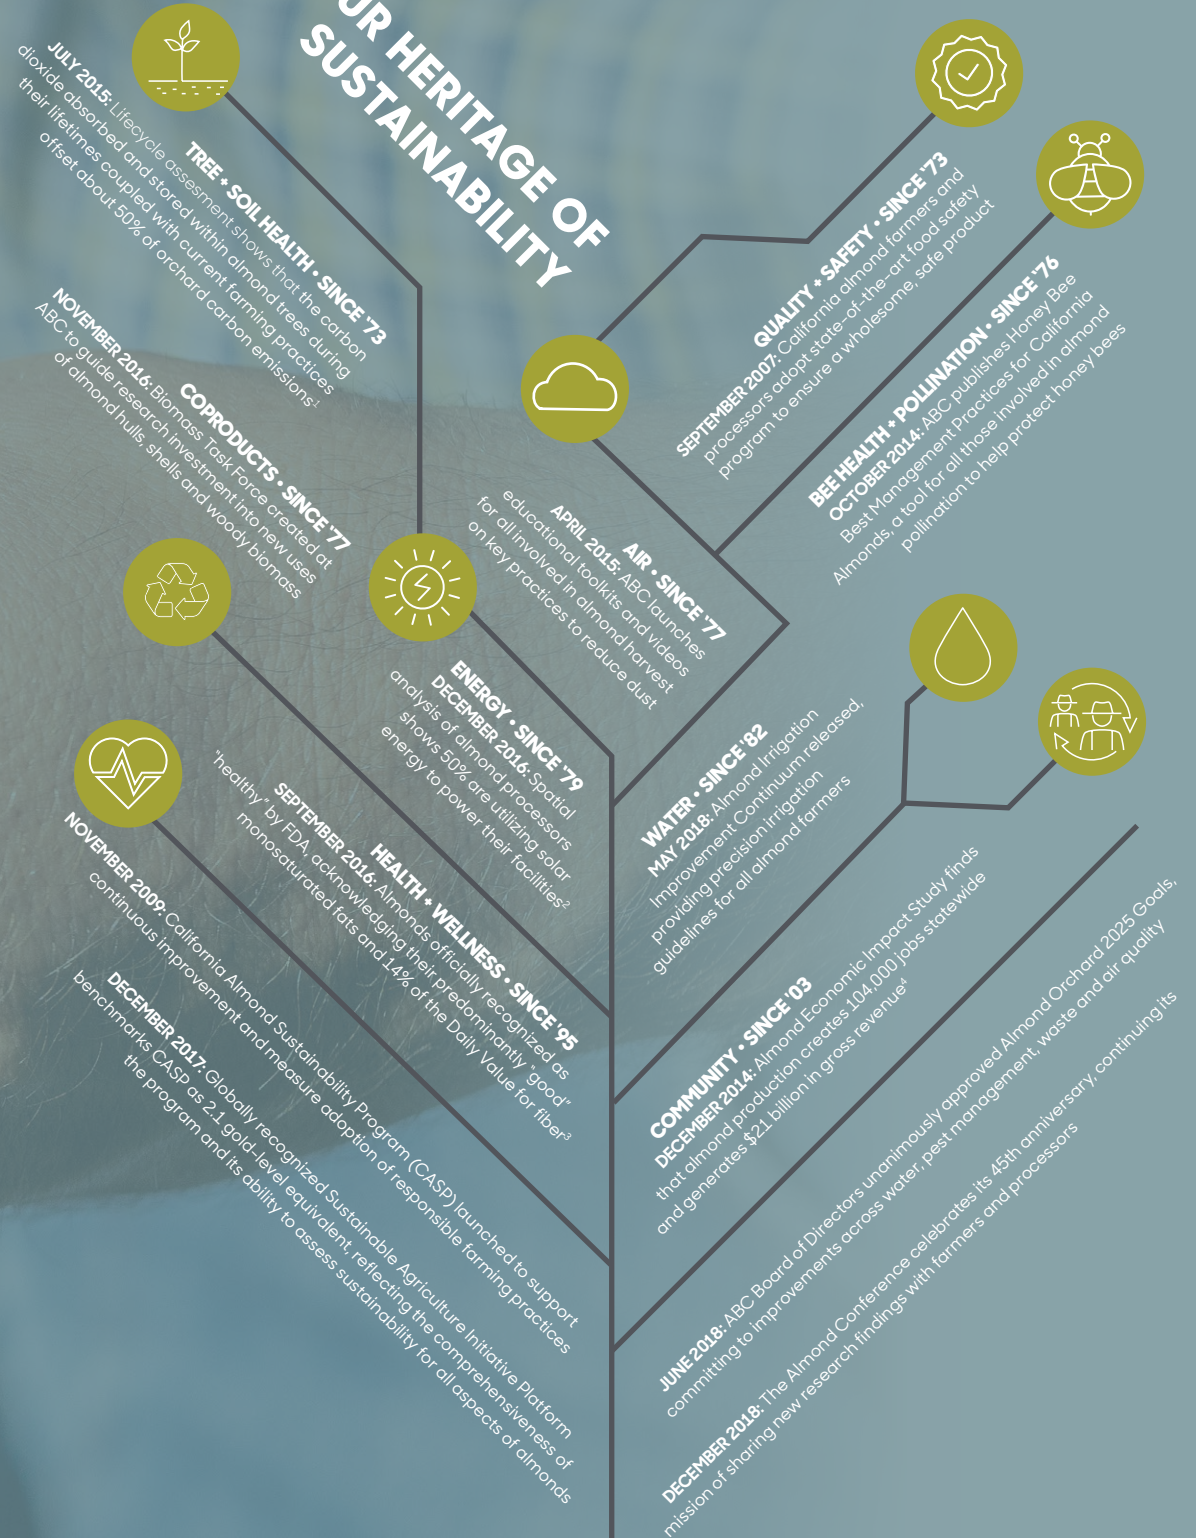 UR HERITAGE OF
SUSTAINABILITY
TREE + SOIL HEALTH • SINCE '73
JULY 2015: Lifecycle assesment shows that the carbon
dioxide absorbed and stored within almond trees during
their lifetimes coupled with current farming practices
offset about 50% of orchard carbon emissions¹
COPRODUCTS • SINCE '77
NOVEMBER 2016: Biomass Task Force created at
ABC to guide research investment into new uses
of almond hulls shells and woody biomass
QUALITY + SAFETY • SINCE '73
SEPTEMBER 2007: California almond farmers and
processors adopt state-of-the-art food safety
program to ensure a wholesome, safe product
BEE HEALTH + POLLINATION • SINCE '76
OCTOBER 2014: ABC publishes Honey Bee
Best Management Practices for California
Almonds, a tool for all those involved in almond
pollination to help protect honey bees
AIR • SINCE '77
APRIL 2015: ABC launches
educational toolkits and videos
for all involved in almond harvest
on key practices to reduce dust
ENERGY • SINCE '79
DECEMBER 2016: Spatial
analysis of almond processors
shows 50% are utilizing solar
energy to power their facilities²
WATER • SINCE '82
MAY 2018: Almond Irrigation
Improvement Continuum released,
providing precision irrigation
guidelines for all almond farmers
HEALTH + WELLNESS • SINCE '95
SEPTEMBER 2016: Almonds officially recognized as
"healthy" by FDA, acknowledging their predominantly "good"
monosaturated fats and 14% of the Daily Value for fiber³
COMMUNITY • SINCE '03
DECEMBER 2014: Almond Economic Impact Study finds
that almond production creates 104,000 jobs statewide
and generates $21 billion in gross revenue⁴
NOVEMBER 2009: California Almond Sustainability Program (CASP) launched to support
continuous improvement and measure adoption of responsible farming practices
DECEMBER 2017: Globally recognized Sustainable Agriculture Initiative Platform
benchmarks CASP as 2.1 gold-level equivalent, reflecting the comprehensiveness of
the program and its ability to assess sustainability for all aspects of almonds
JUNE 2018: ABC Board of Directors unanimously approved Almond Orchard 2025 Goals,
committing to improvements across water, pest management, waste and air quality
DECEMBER 2018: The Almond Conference celebrates its 45th anniversary, continuing its
mission of sharing new research findings with farmers and processors